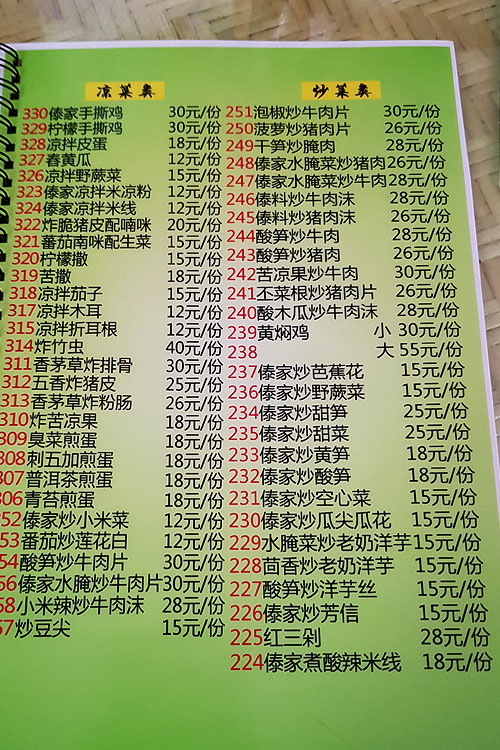 凉菜类
330傣家手撕鸡 30元/份
329柠檬手撕鸡 30元/份
328凉拌皮蛋 18元/份
327舂黄瓜 12元/份
326凉拌野蕨菜 15元/份
323傣家凉拌米凉粉 12元/份
324傣家凉拌米线 12元/份
322炸脆猪皮配喃咪 20元/份
321番茄南咪配生菜 15元/份
320柠檬撒 15元/份
319苦撒 18元/份
318凉拌茄子 15元/份
317凉拌木耳 12元/份
315凉拌折耳根 12元/份
314炸竹虫 40元/份
311香茅草炸排骨 30元/份
312五香炸猪皮 25元/份
313香茅草炸粉肠 26元/份
310炸苦凉果 18元/份
309臭菜煎蛋 18元/份
308刺五加煎蛋 18元/份
307普洱茶煎蛋 18元/份
306青苔煎蛋 18元/份
52傣家炒小米菜 12元/份
53番茄炒莲花白 12元/份
54酸笋炒牛肉片 30元/份
56傣家水腌炒牛肉片30元/份
58小米辣炒牛肉沫 28元/份
57炒豆尖 15元/份
炒菜类
251泡椒炒牛肉片 30元/份
250菠萝炒猪肉片 26元/份
249干笋炒腌肉 28元/份
248傣家水腌菜炒猪肉26元/份
247傣家水腌菜炒牛肉28元/份
246傣料炒牛肉沫 28元/份
245傣料炒猪肉沫 26元/份
244酸笋炒牛肉 28元/份
243酸笋炒猪肉 26元/份
242苦凉果炒牛肉 30元/份
241丕菜根炒猪肉片 26元/份
240酸木瓜炒牛肉沫 28元/份
239黄焖鸡 小 30元/份
238 大 55元/份
237傣家炒芭蕉花 15元/份
236傣家炒野蕨菜 15元/份
234傣家炒甜笋 25元/份
235傣家炒甜菜 25元/份
233傣家炒黄笋 18元/份
232傣家炒酸笋 18元/份
231傣家炒空心菜 15元/份
230傣家炒瓜尖瓜花 15元/份
229水腌菜炒老奶洋芋15元/份
228茴香炒老奶洋芋 15元/份
227酸笋炒洋芋丝 15元/份
226傣家炒芳信 15元/份
225红三剁 28元/份
224傣家煮酸辣米线 18元/份